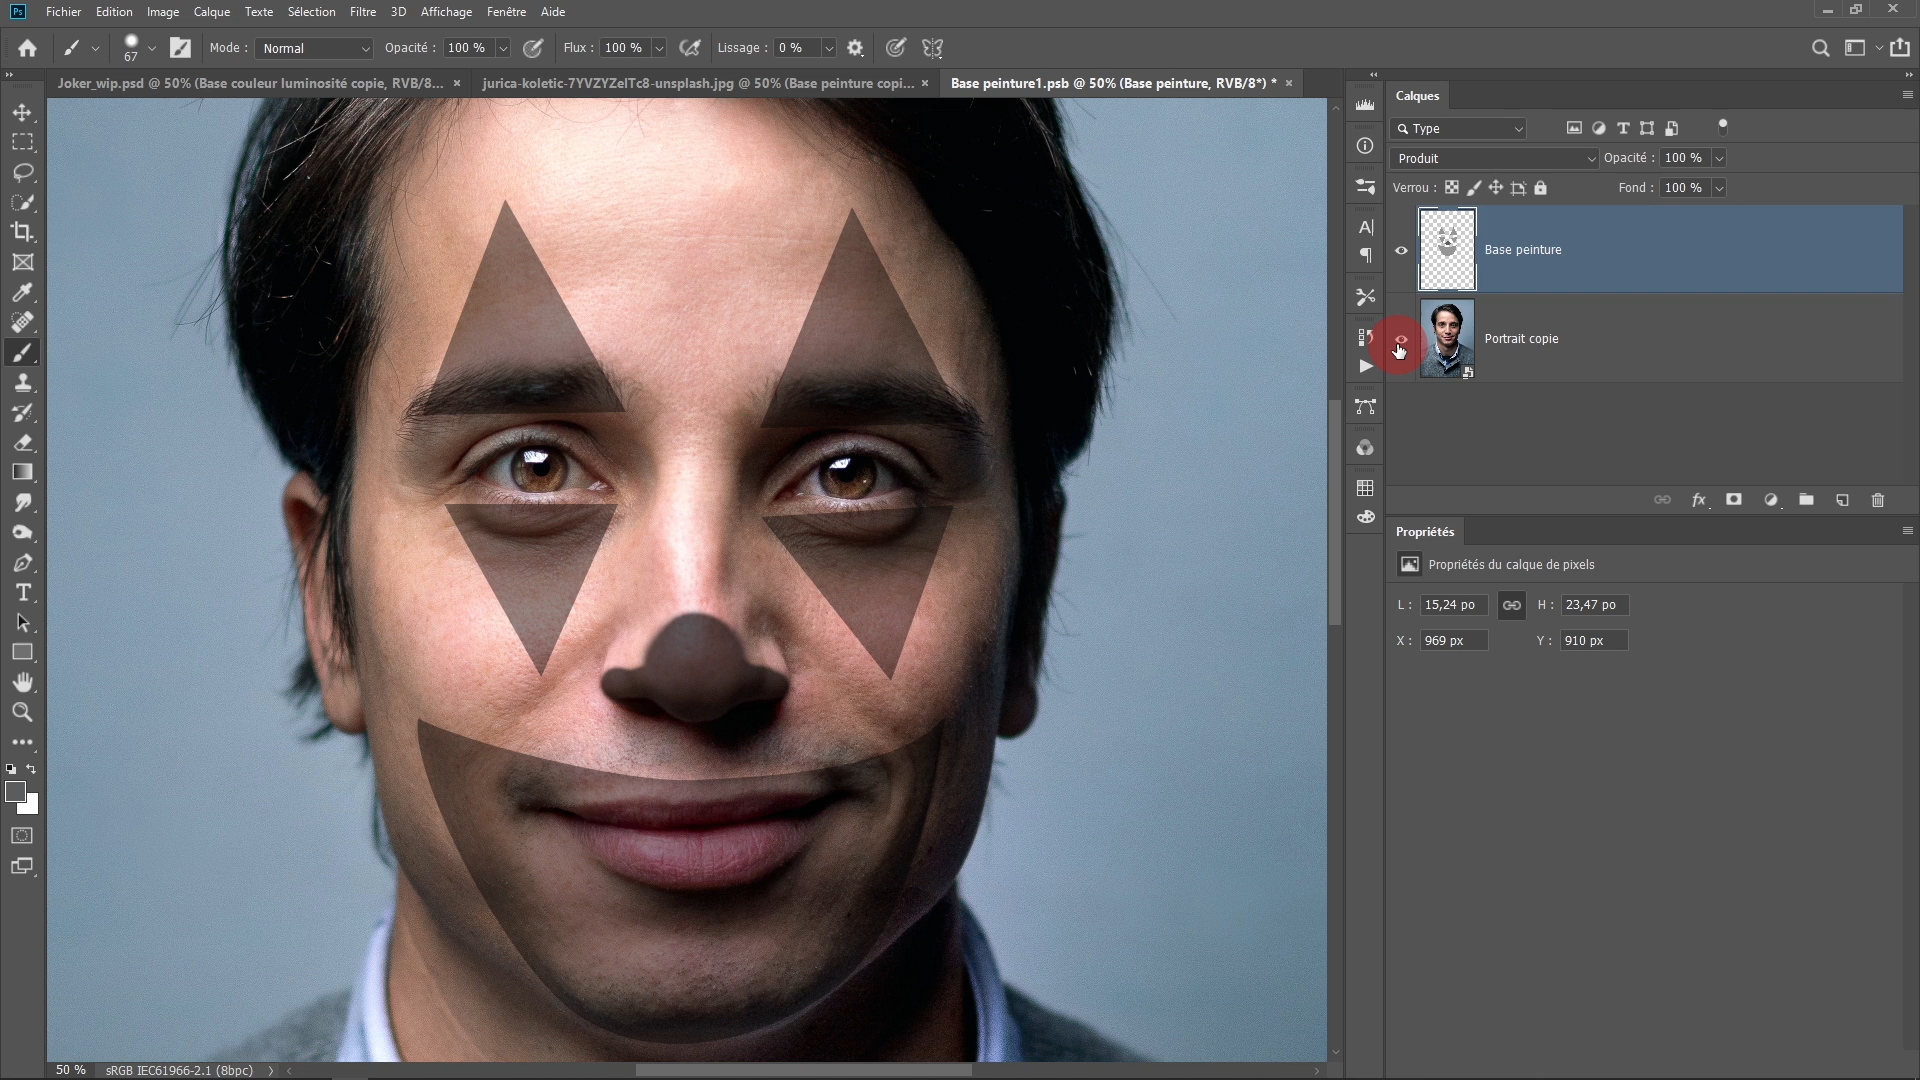 Ps Fichier Edition Image Calque Texte Sélection Filtre 3D Affichage Fenêtre Aide
67 Mode : Normal Opacité : 100 % Flux : 100 % Lissage : 0 %
Joker_wip.psd @ 50% (Base couleur luminosité copie, RVB/8... × jurica-koletic-7YVZYZeITc8-unsplash.jpg @ 50% (Base peinture copi... × Base peinture1.psb @ 50% (Base peinture, RVB/8*) * ×
Calques
Type
Produit Opacité : 100 %
Verrou : Fond : 100 %
Base peinture
Portrait copie
fx
Propriétés
Propriétés du calque de pixels
L : 15,24 po H : 23,47 po
X : 969 px Y : 910 px
50 % sRGB IEC61966-2.1 (8bpc)